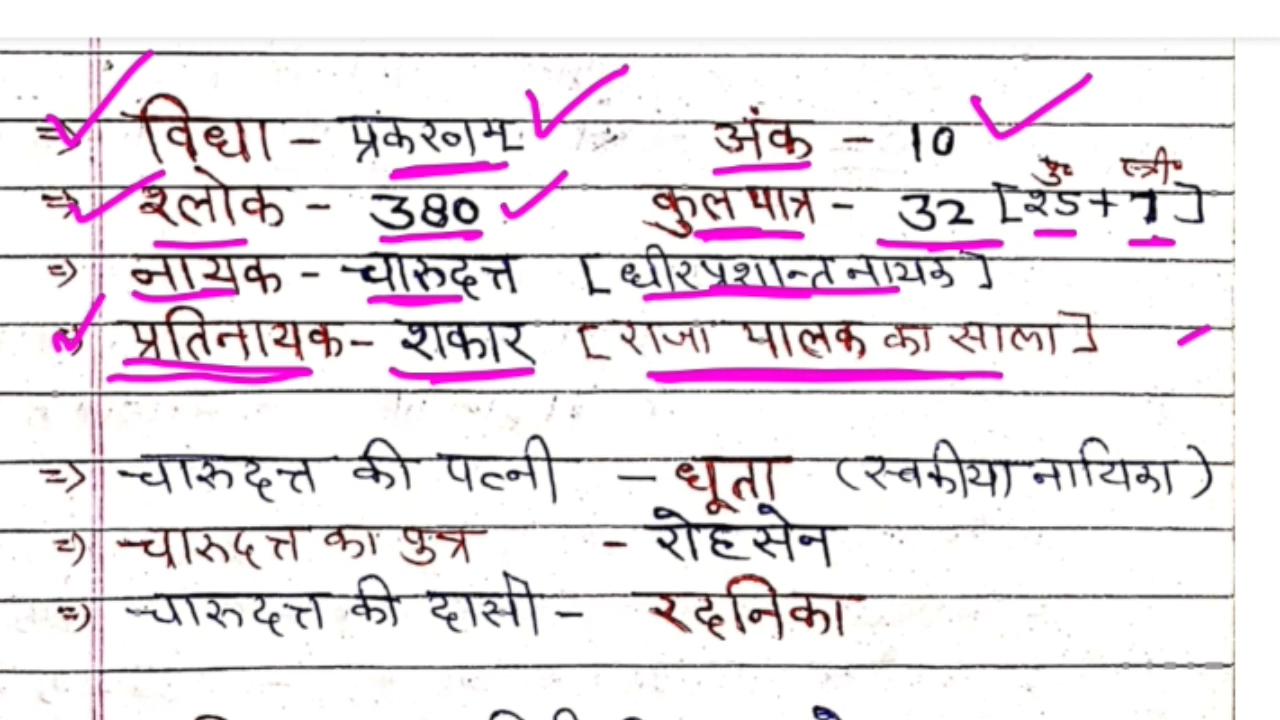 => विधा - प्रकरणम् अंक - 10
=> श्लोक - 380 कुल पात्र - 32 [25+7] पु॰ स्त्री॰
=> नायक - चारुदत्त [धीरप्रशान्त नायक]
=> प्रतिनायक - शकार [राजा पालक का साला]
=> चारुदत्त की पत्नी - धूता (स्वकीया नायिका)
=> चारुदत्त का पुत्र - रोहसेन
=> चारुदत्त की दासी - रदनिका